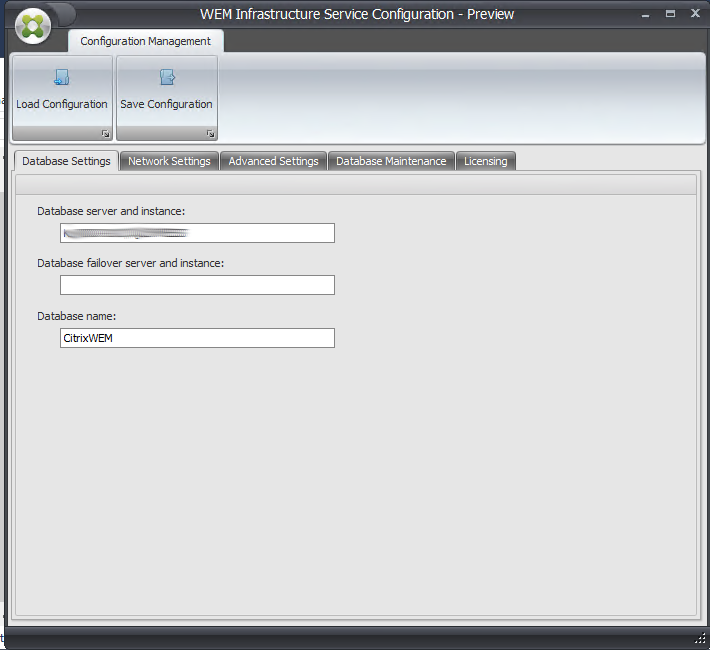 WEM Infrastructure Service Configuration - Preview
Configuration Management
Load Configuration
Save Configuration
Database Settings
Network Settings
Advanced Settings
Database Maintenance
Licensing
Database server and instance:
Database failover server and instance:
Database name:
CitrixWEM